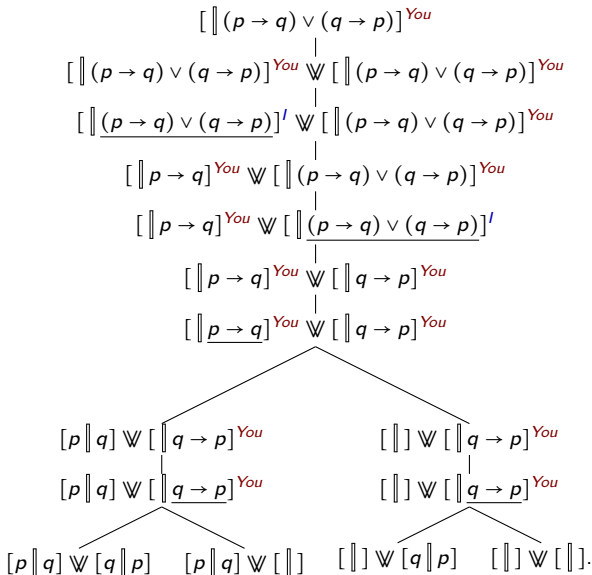 [ ⫿ (p → q) ∨ (q → p)]^You
[ ⫿ (p → q) ∨ (q → p)]^You ⩔ [ ⫿ (p → q) ∨ (q → p)]^You
[ ⫿ (p → q) ∨ (q → p)]^I ⩔ [ ⫿ (p → q) ∨ (q → p)]^You
[ ⫿ p → q]^You ⩔ [ ⫿ (p → q) ∨ (q → p)]^You
[ ⫿ p → q]^You ⩔ [ ⫿ (p → q) ∨ (q → p)]^I
[ ⫿ p → q]^You ⩔ [ ⫿ q → p]^You
[ ⫿ p → q]^You ⩔ [ ⫿ q → p]^You
[p ⫿ q] ⩔ [ ⫿ q → p]^You [ ⫿ ] ⩔ [ ⫿ q → p]^You
[p ⫿ q] ⩔ [ ⫿ q → p]^You [ ⫿ ] ⩔ [ ⫿ q → p]^You
[p ⫿ q] ⩔ [q ⫿ p] [p ⫿ q] ⩔ [ ⫿ ] [ ⫿ ] ⩔ [q ⫿ p] [ ⫿ ] ⩔ [ ⫿ ].